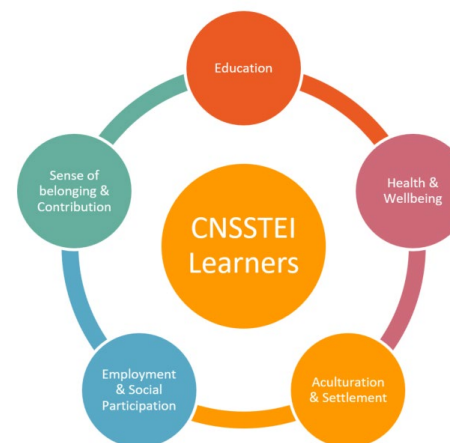 Education
Health &
Wellbeing
Aculturation
& Settlement
Employment
& Social
Participation
Sense of
belonging &
Contribution
CNSSTEI
Learners